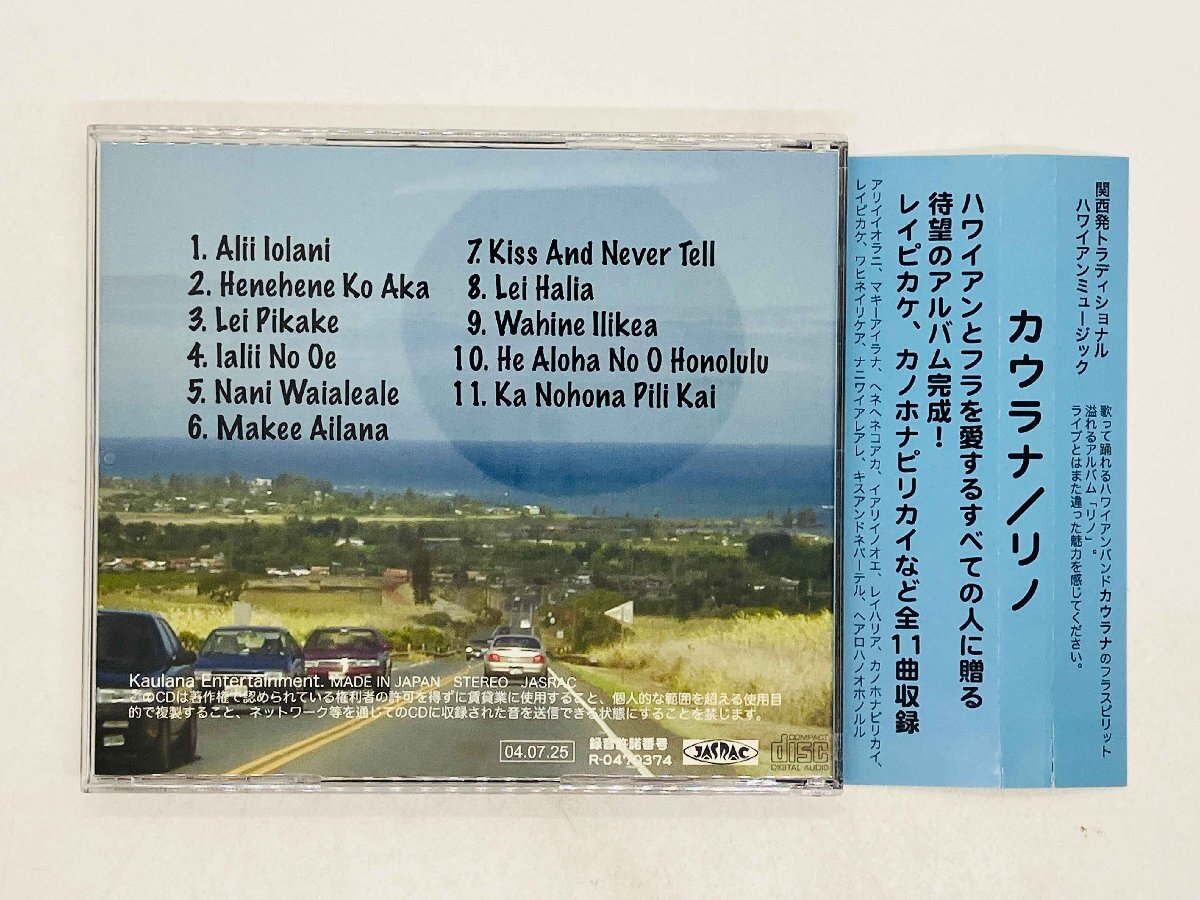 1. Alii Iolani
2. Henehene Ko Aka
3. Lei Pikake
4. Ialii No Oe
5. Nani Waialeale
6. Makee Ailana
7. Kiss And Never Tell
8. Lei Halia
9. Wahine Ilikea
10. He Aloha No O Honolulu
11. Ka Nohona Pili Kai
Kaulana Entertainment. MADE IN JAPAN STEREO JASRAC
このCDは著作権で認められている権利者の許可を得ずに賃貸業に使用すること、個人的な範囲を超える使用目
的で複製すること、ネットワーク等を通じてのCDに収録された音を送信できる状態にすることを禁じます。
04.07.25
録音許諾番号
R-0470374
JASRAC
COMPACT
disc
DIGITAL AUDIO
関西発トラディショナル
ハワイアンミュージック
歌って踊れるハワイアンバンドカウラナのフラスピリット
溢れるアルバム「リノ」。
ライブとはまた違った魅力を感じてください。
カウラナ/リノ
ハワイアンとフラを愛するすべての人に贈る
待望のアルバム完成!
レイピカケ、カノホナピリカイなど全11曲収録
アリイイオラニ、マキーアイラナ、ヘネヘネコアカ、イアリイノオエ、レイハリア、カノホナピリカイ、
レイピカケ、ワヒネイリケア、ナニワイアレアレ、キスアンドネバーテル、ヘアロハノオホノルル